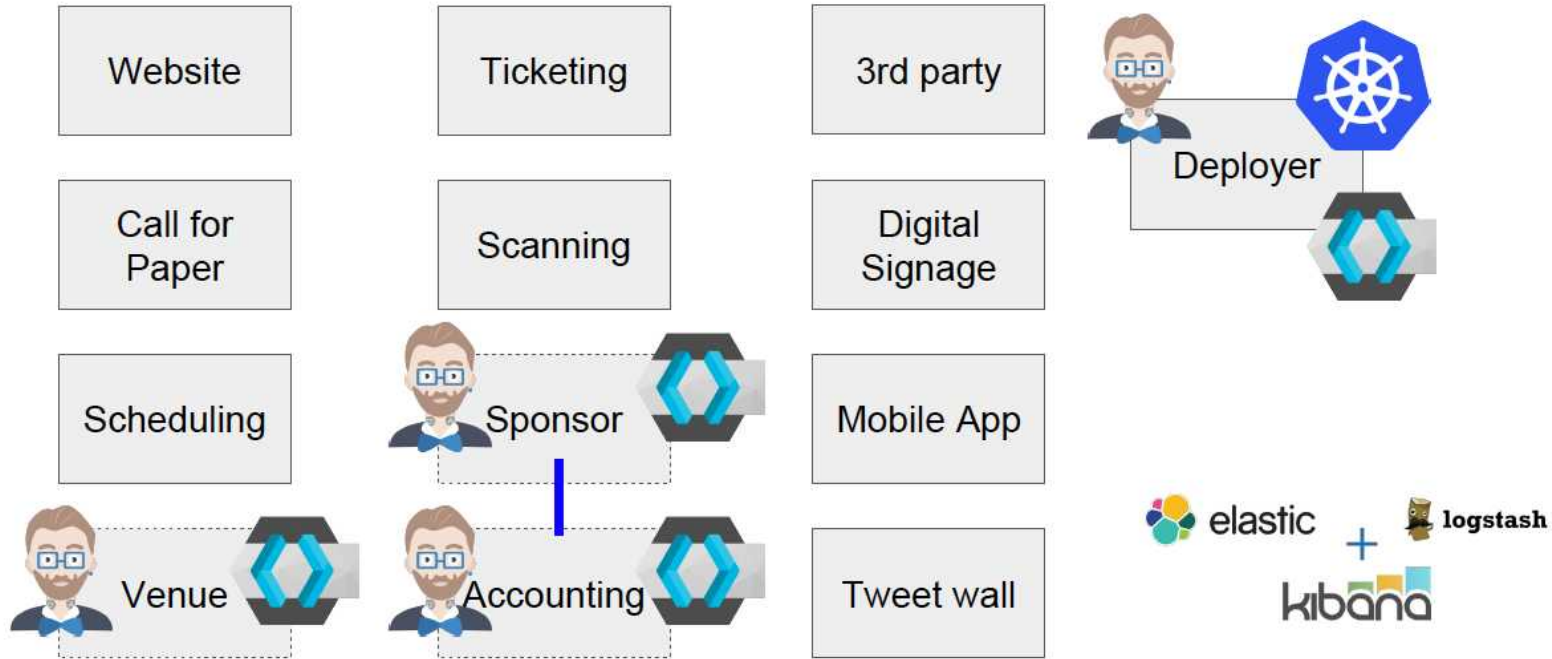 Website
Ticketing
3rd party
Deployer
Call for
Paper
Scanning
Digital
Signage
Scheduling
Sponsor
Mobile App
Venue
Accounting
Tweet wall
elastic
+
logstash
kibana